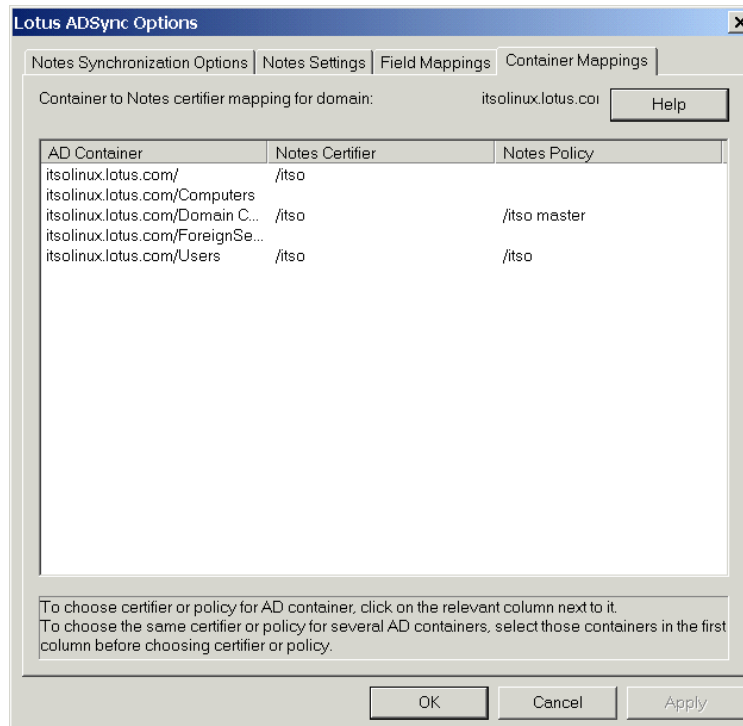 Lotus ADSync Options
Notes Synchronization Options Notes Settings Field Mappings Container Mappings
Container to Notes certifier mapping for domain: itsolinux.lotus.coı Help
AD Container Notes Certifier Notes Policy
itsolinux.lotus.com/ /itso
itsolinux.lotus.com/Computers
itsolinux.lotus.com/Domain C... /itso /itso master
itsolinux.lotus.com/ForeignSe...
itsolinux.lotus.com/Users /itso /itso
To choose certifier or policy for AD container, click on the relevant column next to it.
To choose the same certifier or policy for several AD containers, select those containers in the first
column before choosing certifier or policy.
OK Cancel Apply